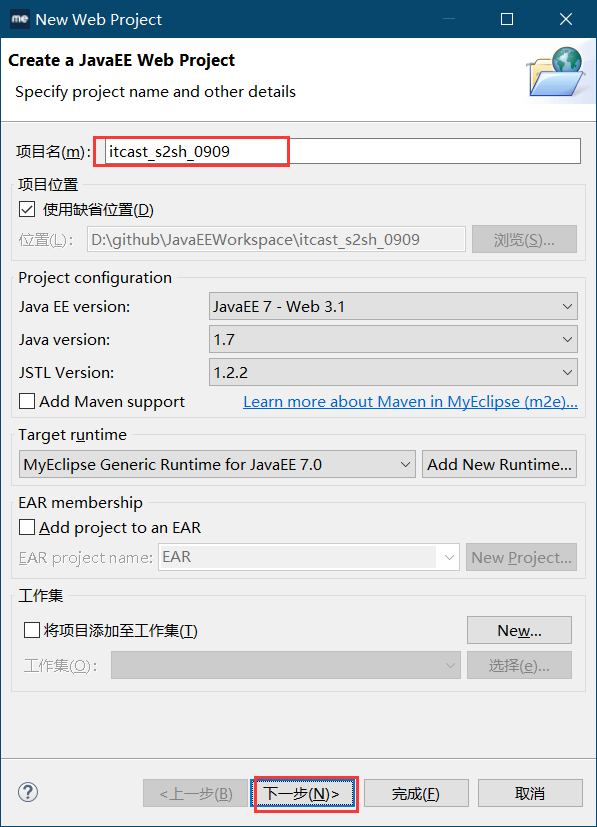 me New Web Project
Create a JavaEE Web Project
Specify project name and other details
项目名(m): itcast_s2sh_0909
项目位置
使用缺省位置(D)
位置(L): D:\github\JavaEEWorkspace\itcast_s2sh_0909 浏览(S)...
Project configuration
Java EE version: JavaEE 7 - Web 3.1
Java version: 1.7
JSTL Version: 1.2.2
Add Maven support Learn more about Maven in MyEclipse (m2e)...
Target runtime
MyEclipse Generic Runtime for JavaEE 7.0 Add New Runtime...
EAR membership
Add project to an EAR
EAR project name: EAR New Project...
工作集
将项目添加至工作集(T) New...
工作集(O): 选择(e)...
? <上一步(B) 下一步(N)> 完成(F) 取消